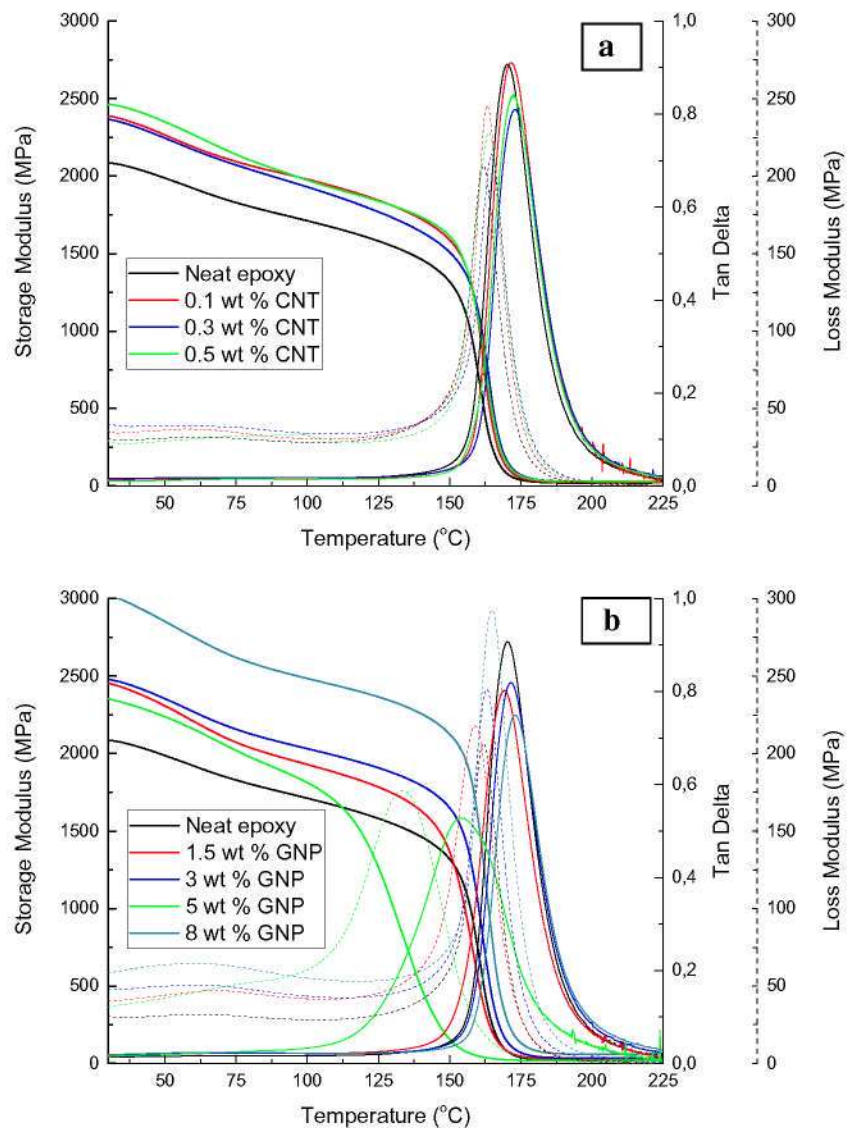 a
3000
2500
2000
1500
1000
500
0
Storage Modulus (MPa)
1,0
0,8
0,6
0,4
0,2
0,0
Tan Delta
300
250
200
150
100
50
0
Loss Modulus (MPa)
Neat epoxy
0.1 wt % CNT
0.3 wt % CNT
0.5 wt % CNT
50 75 100 125 150 175 200 225
Temperature (°C)
b
3000
2500
2000
1500
1000
500
0
Storage Modulus (MPa)
1,0
0,8
0,6
0,4
0,2
0,0
Tan Delta
300
250
200
150
100
50
0
Loss Modulus (MPa)
Neat epoxy
1.5 wt % GNP
3 wt % GNP
5 wt % GNP
8 wt % GNP
50 75 100 125 150 175 200 225
Temperature (°C)